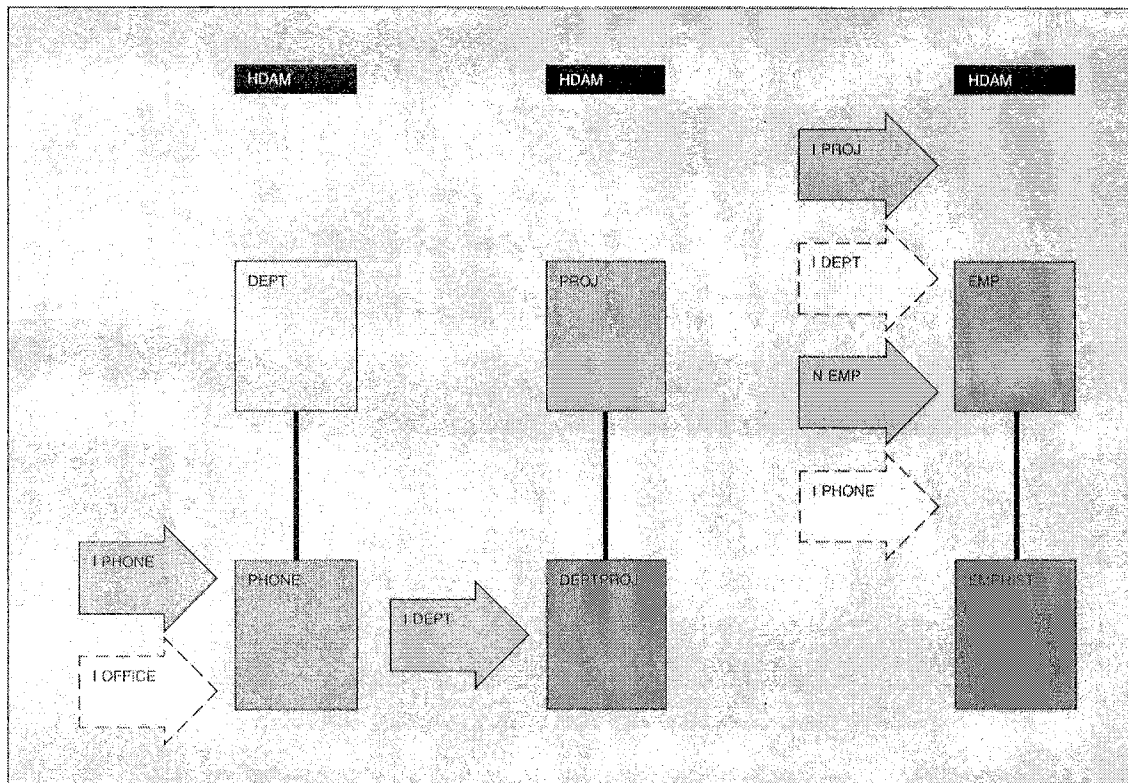 HDAM
HDAM
HDAM
I PROJ
DEPT
PROJ
I DEPT
EMP
N EMP
I PHONE
I PHONE
PHONE
I DEPT
DEPTPROJ
EMPHIST
I OFFICE